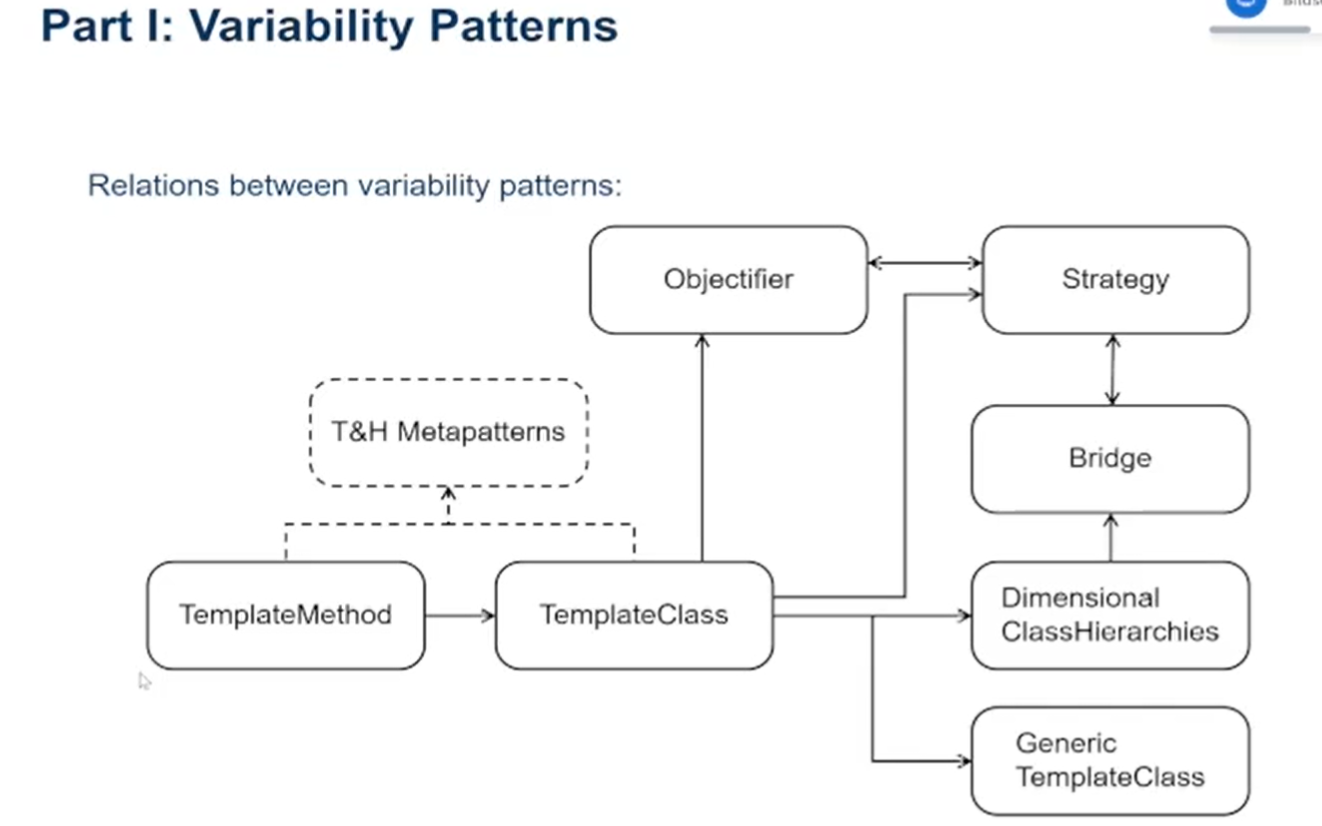 Part I: Variability Patterns
Relations between variability patterns:
Objectifier
Strategy
T&H Metapatterns
Bridge
TemplateMethod
TemplateClass
Dimensional
ClassHierarchies
Generic
TemplateClass